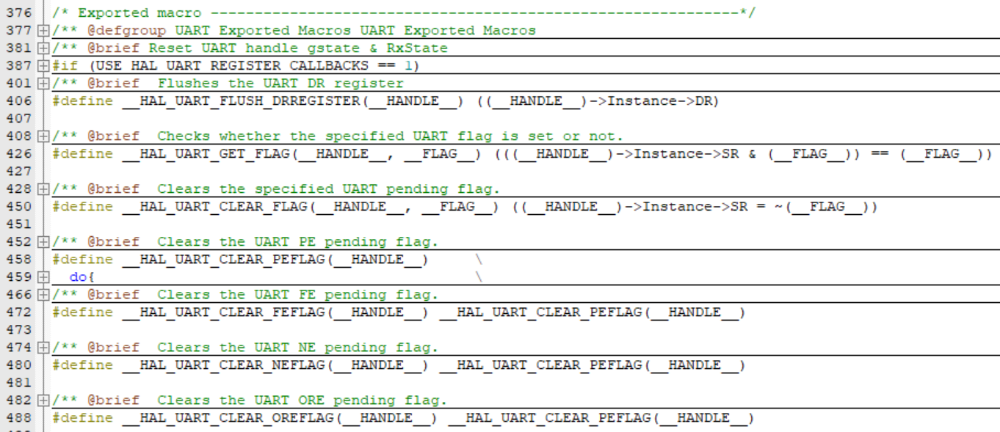 376 /* Exported macro ------------------------------------------------------------*/
377 /** @defgroup UART Exported Macros UART Exported Macros
381 /** @brief Reset UART handle gstate & RxState
387 #if (USE HAL UART REGISTER CALLBACKS == 1)
401 /** @brief  Flushes the UART DR register
406 #define __HAL_UART_FLUSH_DRREGISTER(__HANDLE__) ((__HANDLE__)->Instance->DR)
407
408 /** @brief  Checks whether the specified UART flag is set or not.
426 #define __HAL_UART_GET_FLAG(__HANDLE__, __FLAG__) (((__HANDLE__)->Instance->SR & (__FLAG__)) == (__FLAG__))
427
428 /** @brief  Clears the specified UART pending flag.
450 #define __HAL_UART_CLEAR_FLAG(__HANDLE__, __FLAG__) ((__HANDLE__)->Instance->SR = ~(__FLAG__))
451
452 /** @brief  Clears the UART PE pending flag.
458 #define __HAL_UART_CLEAR_PEFLAG(__HANDLE__)     \
459   do{                                           \
466 /** @brief  Clears the UART FE pending flag.
472 #define __HAL_UART_CLEAR_FEFLAG(__HANDLE__) __HAL_UART_CLEAR_PEFLAG(__HANDLE__)
473
474 /** @brief  Clears the UART NE pending flag.
480 #define __HAL_UART_CLEAR_NEFLAG(__HANDLE__) __HAL_UART_CLEAR_PEFLAG(__HANDLE__)
481
482 /** @brief  Clears the UART ORE pending flag.
488 #define __HAL_UART_CLEAR_OREFLAG(__HANDLE__) __HAL_UART_CLEAR_PEFLAG(__HANDLE__)